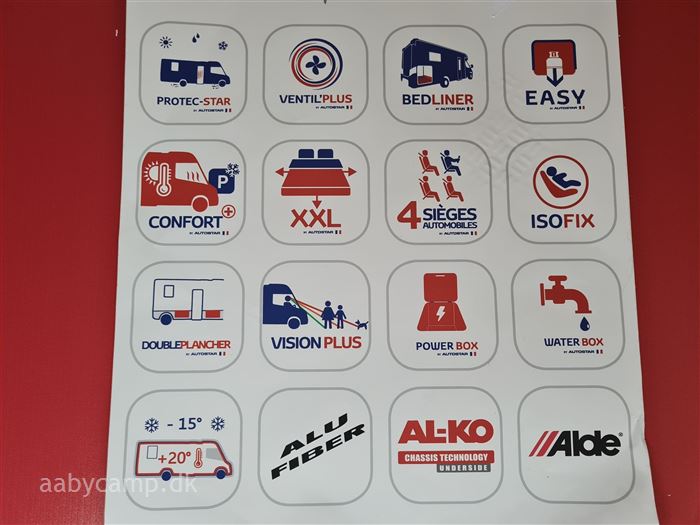 PROTEC-STAR
BY AUTOSTAR
VENTIL'PLUS
BY AUTOSTAR
BEDLINER
BY AUTOSTAR
EASY
BY AUTOSTAR
P
CONFORT+
BY AUTOSTAR
XXL
BY AUTOSTAR
4 SIÈGES
AUTOMOBILES
BY AUTOSTAR
ISOFIX
DOUBLEPLANCHER
BY AUTOSTAR
VISION PLUS
POWER BOX
BY AUTOSTAR
WATER BOX
BY AUTOSTAR
- 15°
+20°
ALU
FIBER
AL-KO
CHASSIS TECHNOLOGY
UNDERSIDE
Alde®
aabycamp.dk